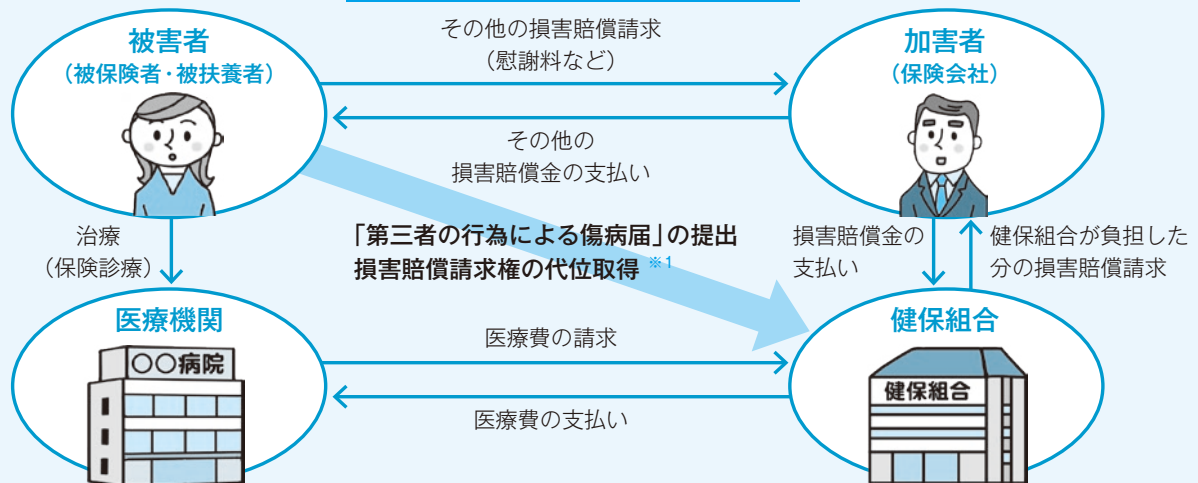 被害者
（被保険者・被扶養者）
その他の損害賠償請求
（慰謝料など）
加害者
（保険会社）
その他の
損害賠償金の支払い
治療
（保険診療）
「第三者の行為による傷病届」の提出
損害賠償請求権の代位取得 ※1
損害賠償金の
支払い
健保組合が負担した
分の損害賠償請求
医療機関
〇〇病院
医療費の請求
医療費の支払い
健保組合
健保組合